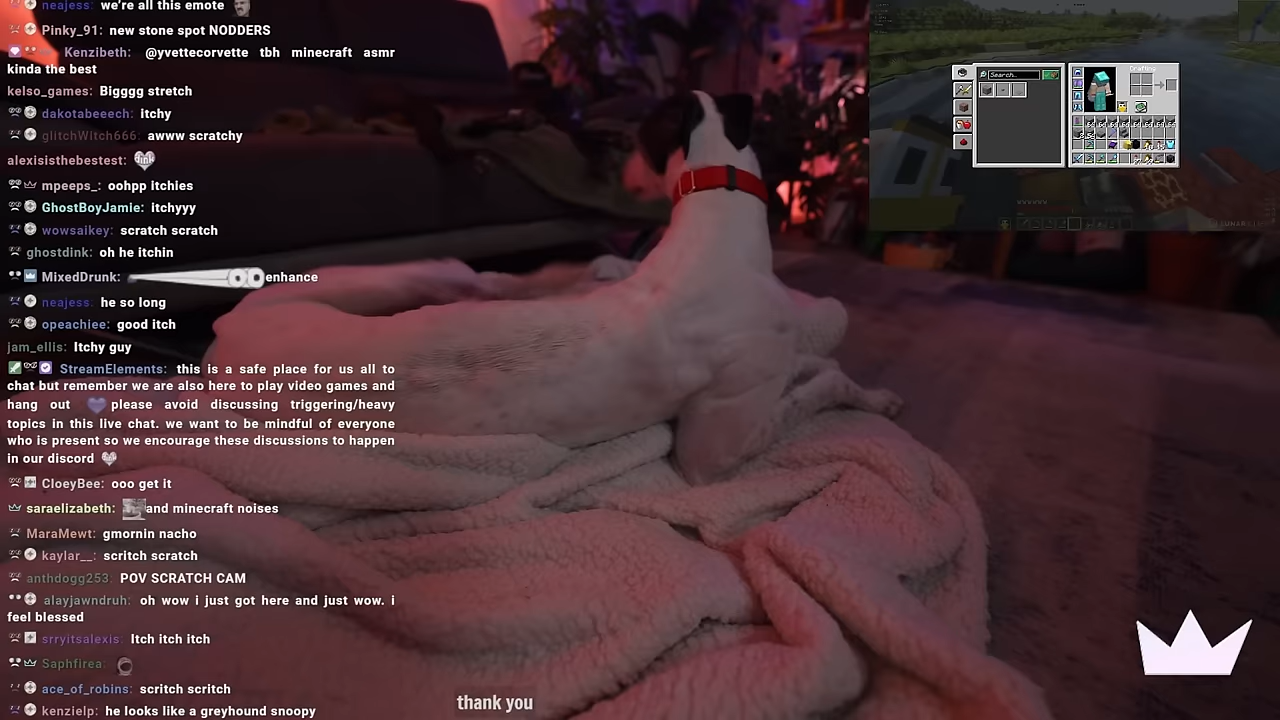 neajess: we're all this emote
Pinky_91: new stone spot NODDERS
Kenzibeth: @yvettecorvette tbh minecraft asmr
kinda the best
kelso_games: Bigggg stretch
dakotabeeech: itchy
glitchWitch666: awww scratchy
alexisisthebestest:
mpeeps_: oohpp itchies
GhostBoyJamie: itchyyy
wowsaikey: scratch scratch
ghostdink: oh he itchin
MixedDrunk: enhance
neajess: he so long
opeachiee: good itch
jam_ellis: Itchy guy
StreamElements: this is a safe place for us all to
chat but remember we are also here to play video games and
hang out please avoid discussing triggering/heavy
topics in this live chat. we want to be mindful of everyone
who is present so we encourage these discussions to happen
in our discord
CloeyBee: ooo get it
saraelizabeth: and minecraft noises
MaraMewt: gmornin nacho
kaylar__: scritch scratch
anthdogg253: POV SCRATCH CAM
alayjawndruh: oh wow i just got here and just wow. i
feel blessed
srryitsalexis: Itch itch itch
Saphfirea:
ace_of_robins: scritch scritch
kenzielp: he looks like a greyhound snoopy
thank you
Search...
Crafting